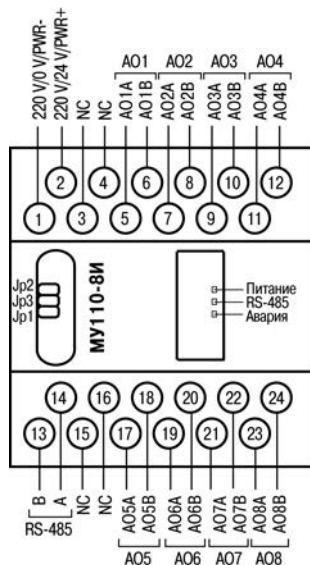 AO1 AO2 AO3 AO4
220 V/0 V/PWR-
220 V/24 V/PWR+
NC
NC
AO1A
AO1B
AO2A
AO2B
AO3A
AO3B
AO4A
AO4B
2 4 6 8 10 12
1 3 5 7 9 11
Jp2
Jp3
Jp1
МУ110-8И
Питание
RS-485
Авария
14 16 18 20 22 24
13 15 17 19 21 23
B
A
NC
NC
AO5A
AO5B
AO6A
AO6B
AO7A
AO7B
AO8A
AO8B
RS-485
AO5 AO6 AO7 AO8